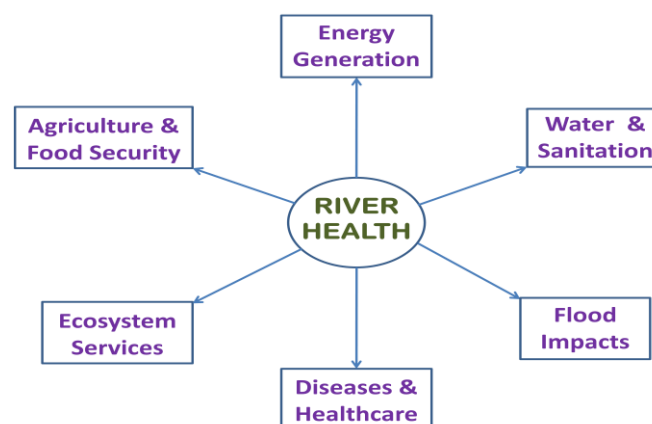 Energy
Generation
Agriculture &
Food Security
Water & 
Sanitation
RIVER
HEALTH
Ecosystem
Services
Flood
Impacts
Diseases &
Healthcare